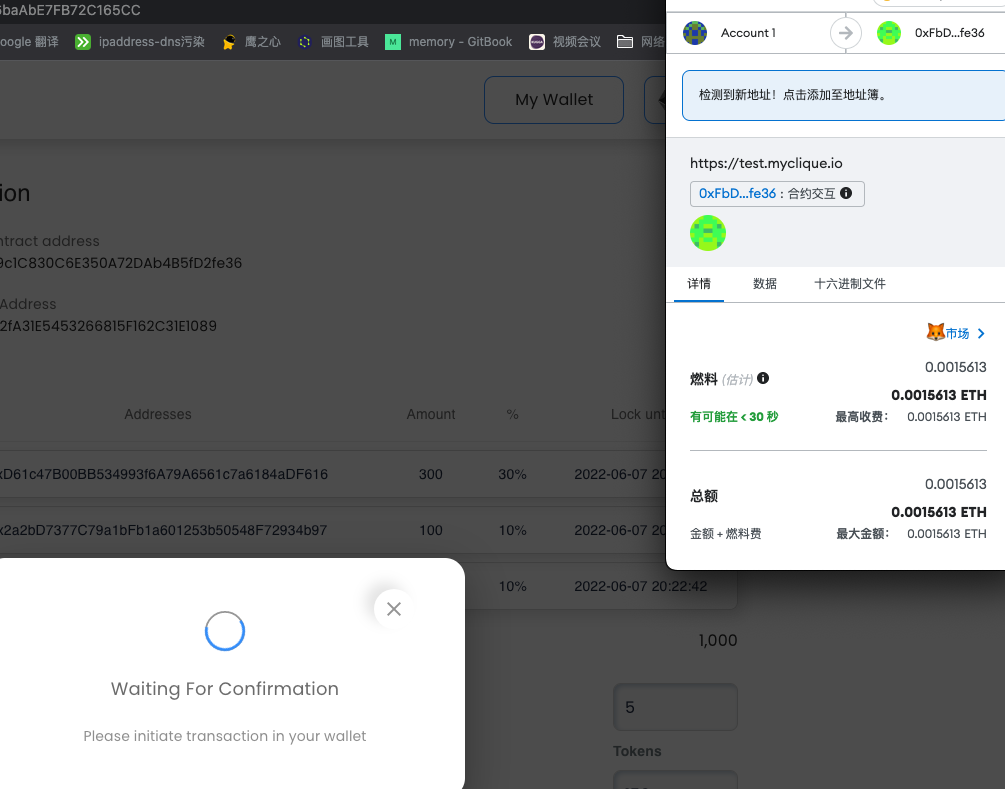 6baAbE7FB72C165CC
oogle 翻译
ipaddress-dns污染
鹰之心
画图工具
M
memory - GitBook
视频会议
网络
My Wallet
ion
ntract address
9c1C830C6E350A72DAb4B5fD2fe36
Address
2fA31E5453266815F162C31E1089
Addresses Amount % Lock unt
xD61c47B00BB534993f6A79A6561c7a6184aDF616 300 30% 2022-06-07 20
x2a2bD7377C79a1bFb1a601253b50548F72934b97 100 10% 2022-06-07 20
10% 2022-06-07 20:22:42
1,000
5
Tokens
Waiting For Confirmation
Please initiate transaction in your wallet
Account 1
0xFbD...fe36
检测到新地址！点击添加至地址簿。
https://test.myclique.io
0xFbD...fe36 : 合约交互
详情 数据 十六进制文件
市场
0.0015613
燃料 (估计)
0.0015613 ETH
有可能在 < 30 秒 最高收费： 0.0015613 ETH
0.0015613
总额
0.0015613 ETH
金额 + 燃料费 最大金额： 0.0015613 ETH